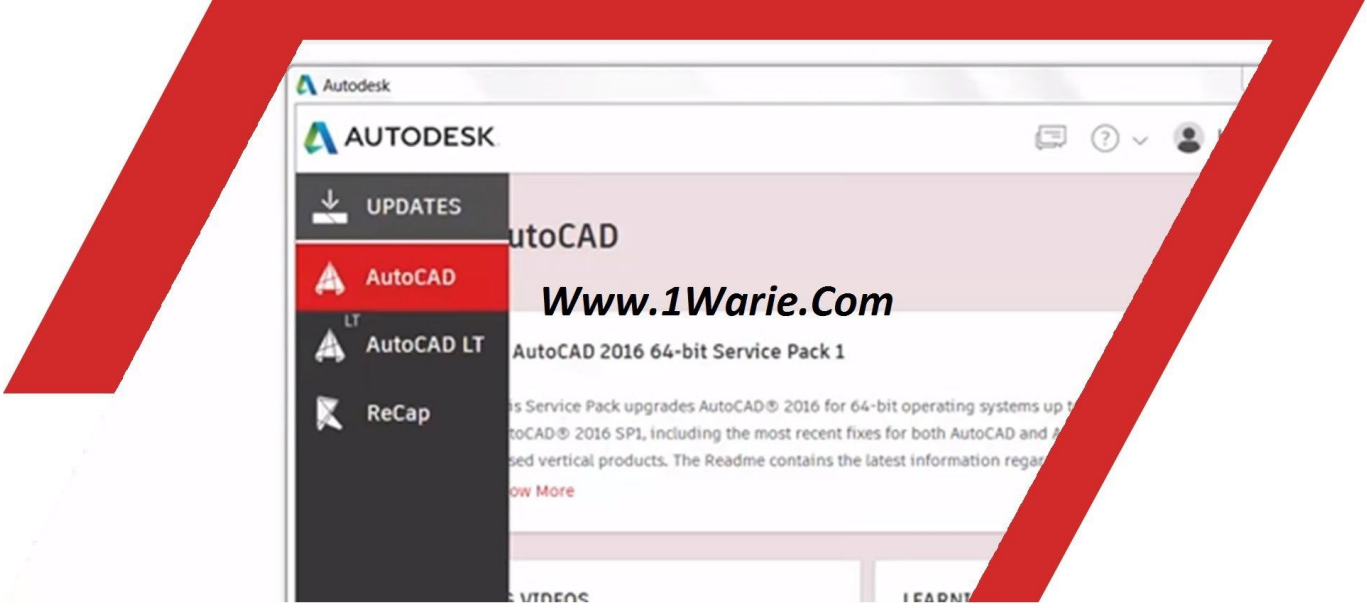 Autodesk
AUTODESK
UPDATES
utoCAD
AutoCAD
Www.1Warie.Com
LT
AutoCAD LT
AutoCAD 2016 64-bit Service Pack 1
ReCap
is Service Pack upgrades AutoCAD® 2016 for 64-bit operating systems up
toCAD® 2016 SP1, including the most recent fixes for both AutoCAD and
sed vertical products. The Readme contains the latest information regar
ow More
VIDEOS
LEARNI